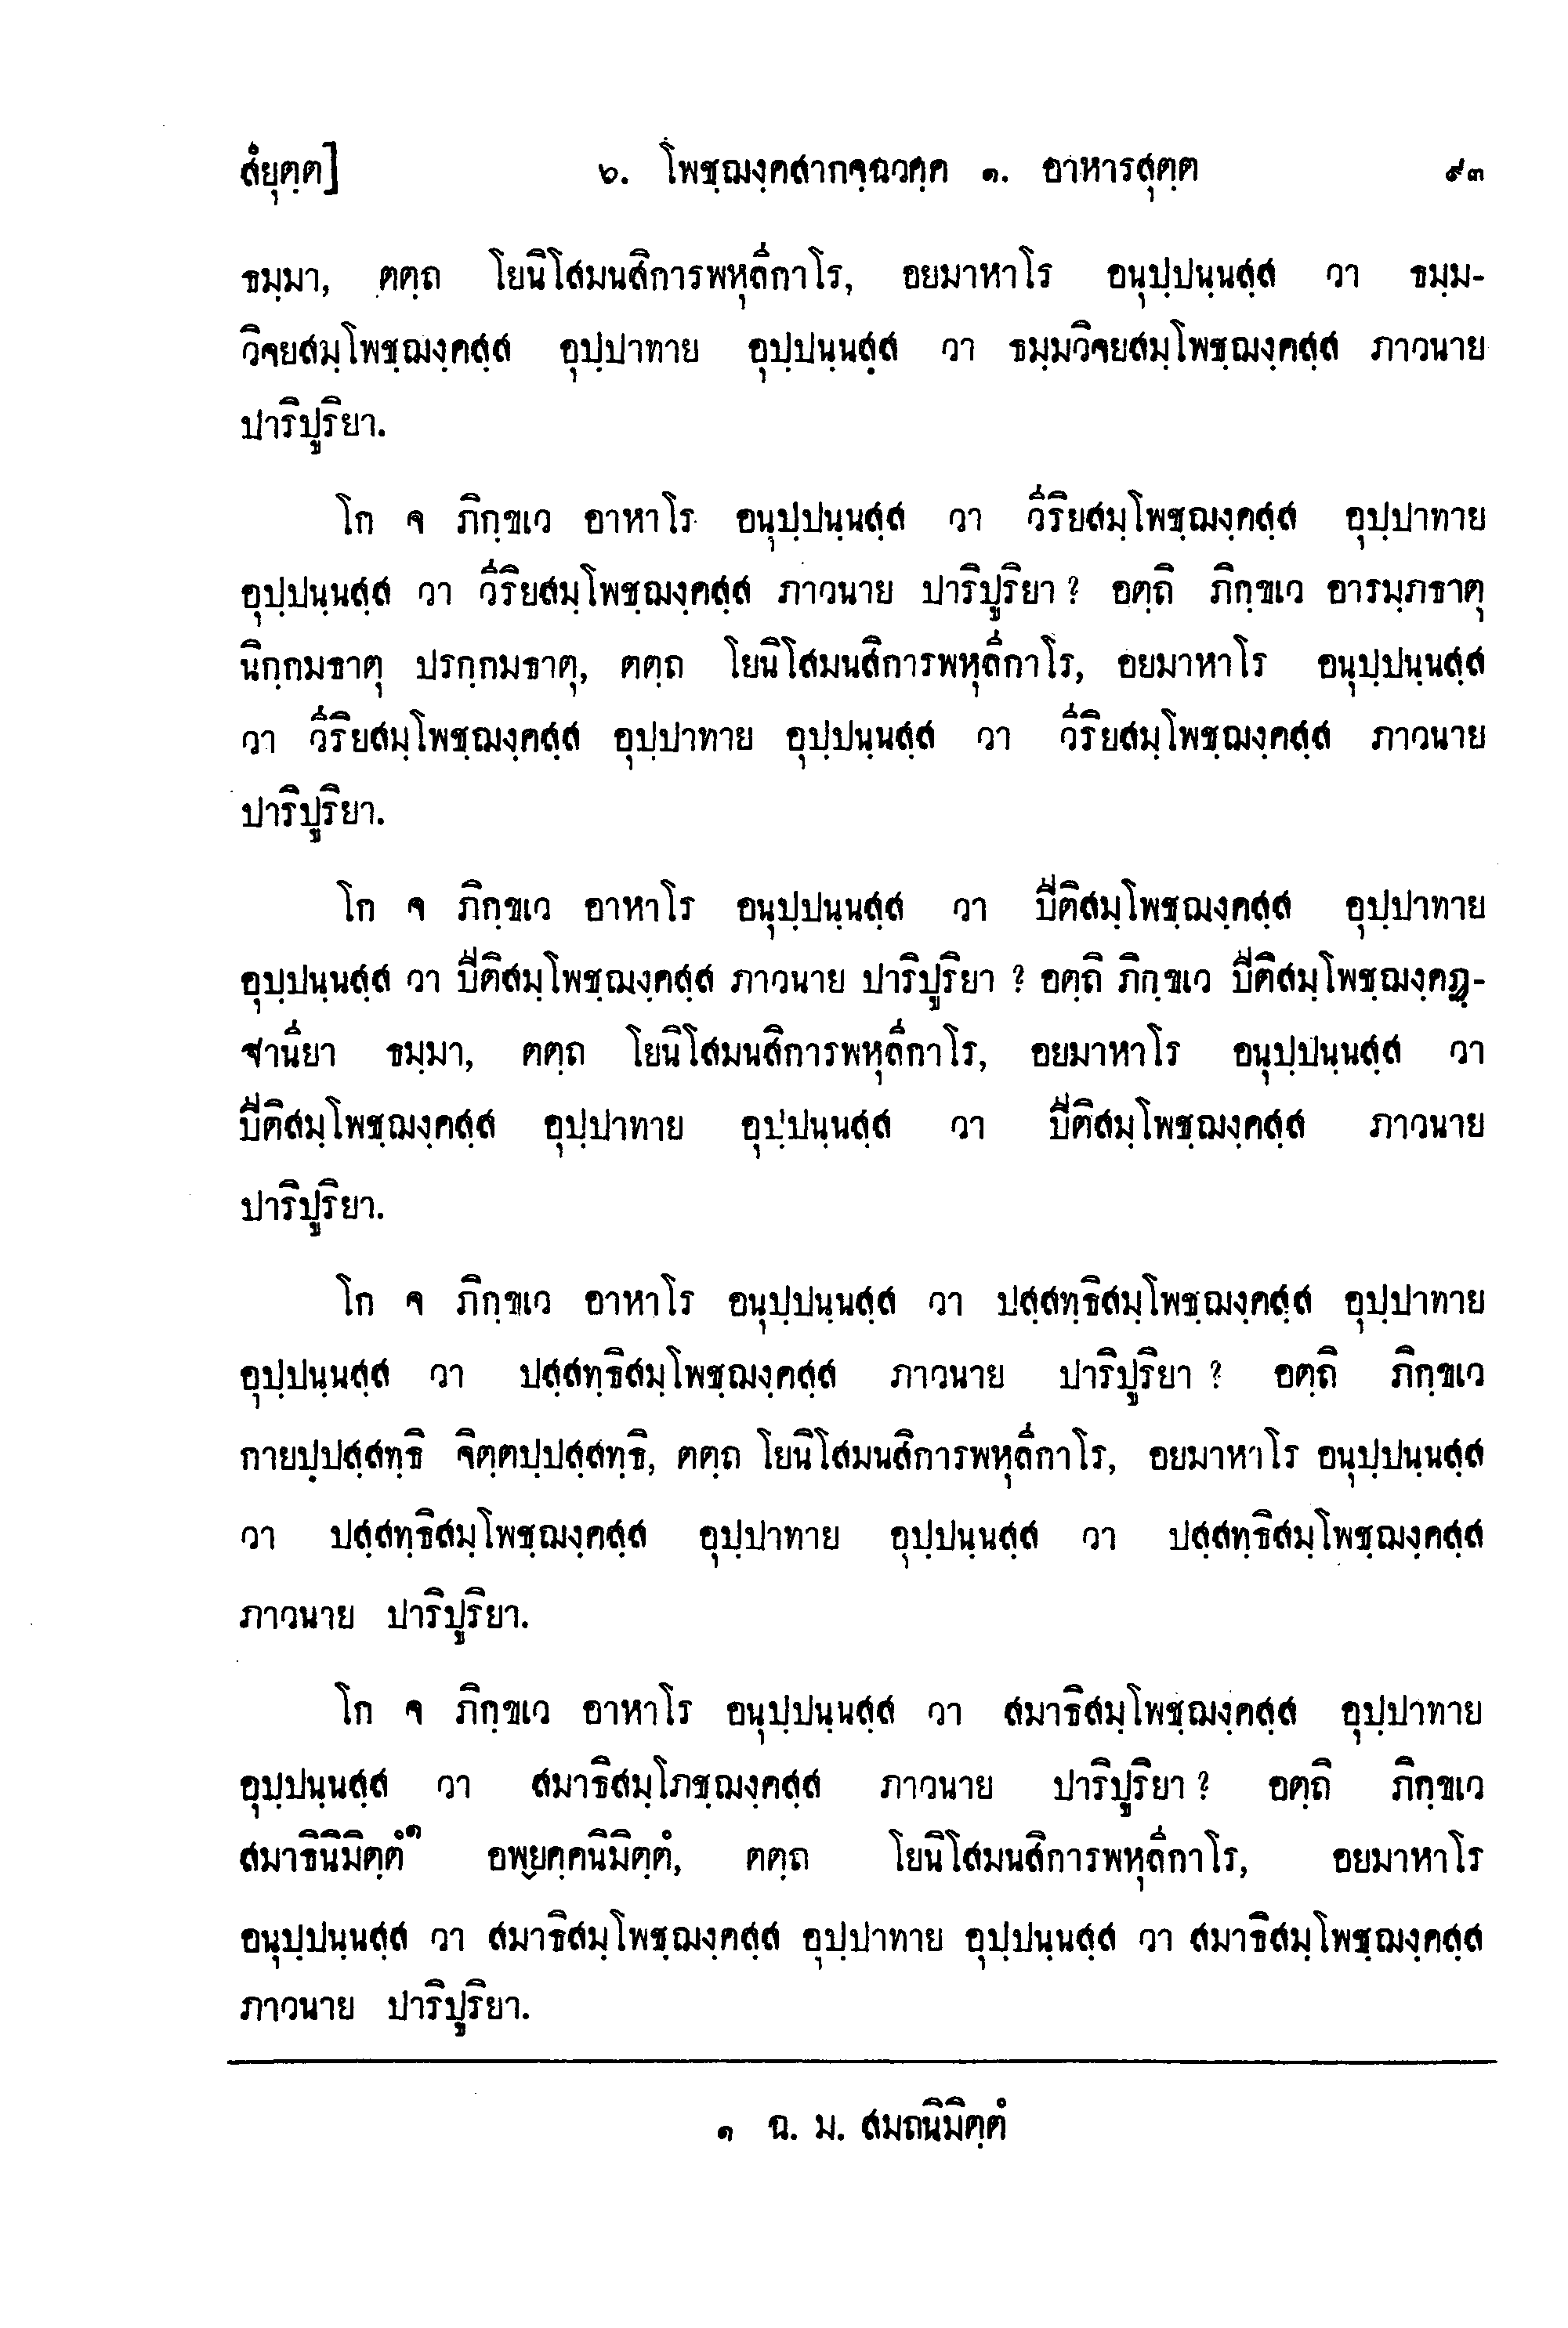 สํยุตฺต]	๖. โพชฺฌงฺคสากจฺฉวคฺค ๑. อาหารสุตฺต	๙๓
ธมฺมา, ตตฺถ โยนิโสมนสิการพหุลีกาโร, อยมาหาโร อนุปฺปนฺนสฺส วา ธมฺม-
วิจยสมฺโพชฺฌงฺคสฺส อุปฺปาทาย อุปฺปนฺนสฺส วา ธมฺมวิจยสมฺโพชฺฌงฺคสฺส ภาวนาย
ปาริปูริยา.
โก จ ภิกฺขเว อาหาโร อนุปฺปนฺนสฺส วา วีริยสมฺโพชฺฌงฺคสฺส อุปฺปาทาย
อุปฺปนฺนสฺส วา วีริยสมฺโพชฺฌงฺคสฺส ภาวนาย ปาริปูริยา ? อตฺถิ ภิกฺขเว อารมฺภธาตุ
นิกฺกมธาตุ ปรกฺกมธาตุ, ตตฺถ โยนิโสมนสิการพหุลีกาโร, อยมาหาโร อนุปฺปนฺนสฺส
วา วีริยสมฺโพชฺฌงฺคสฺส อุปฺปาทาย อุปฺปนฺนสฺส วา วีริยสมฺโพชฺฌงฺคสฺส ภาวนาย
ปาริปูริยา.
โก จ ภิกฺขเว อาหาโร อนุปฺปนฺนสฺส วา ปีติสมฺโพชฺฌงฺคสฺส อุปฺปาทาย
อุปฺปนฺนสฺส วา ปีติสมฺโพชฺฌงฺคสฺส ภาวนาย ปาริปูริยา ? อตฺถิ ภิกฺขเว ปีติสมฺโพชฺฌงฺคฏฺ-
ฐานียา ธมฺมา, ตตฺถ โยนิโสมนสิการพหุลีกาโร, อยมาหาโร อนุปฺปนฺนสฺส วา
ปีติสมฺโพชฺฌงฺคสฺส อุปฺปาทาย อุปฺปนฺนสฺส วา ปีติสมฺโพชฺฌงฺคสฺส ภาวนาย
ปาริปูริยา.
โก จ ภิกฺขเว อาหาโร อนุปฺปนฺนสฺส วา ปสฺสทฺธิสมฺโพชฺฌงฺคสฺส อุปฺปาทาย
อุปฺปนฺนสฺส วา ปสฺสทฺธิสมฺโพชฺฌงฺคสฺส ภาวนาย ปาริปูริยา ? อตฺถิ ภิกฺขเว
กายปฺปสฺสทฺธิ จิตฺตปฺปสฺสทฺธิ, ตตฺถ โยนิโสมนสิการพหุลีกาโร, อยมาหาโร อนุปฺปนฺนสฺส
วา ปสฺสทฺธิสมฺโพชฺฌงฺคสฺส อุปฺปาทาย อุปฺปนฺนสฺส วา ปสฺสทฺธิสมฺโพชฺฌงฺคสฺส
ภาวนาย ปาริปูริยา.
โก จ ภิกฺขเว อาหาโร อนุปฺปนฺนสฺส วา สมาธิสมฺโพชฺฌงฺคสฺส อุปฺปาทาย
อุปฺปนฺนสฺส วา สมาธิสมฺโภชฺฌงฺคสฺส ภาวนาย ปาริปูริยา ? อตฺถิ ภิกฺขเว
สมาธินิมิตฺตํ๑ อพฺยคฺคนิมิตฺตํ, ตตฺถ โยนิโสมนสิการพหุลีกาโร, อยมาหาโร
อนุปฺปนฺนสฺส วา สมาธิสมฺโพชฺฌงฺคสฺส อุปฺปาทาย อุปฺปนฺนสฺส วา สมาธิสมฺโพชฺฌงฺคสฺส
ภาวนาย ปาริปูริยา.
๑ ฉ. ม. สมถนิมิตฺตํ